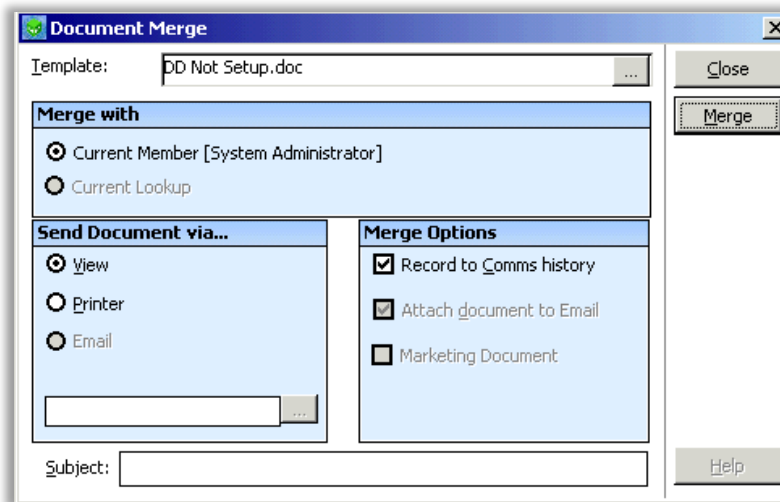 Document Merge
Template: DD Not Setup.doc ...
Close
Merge
Merge with
Current Member [System Administrator]
Current Lookup
Send Document via...
View
Printer
Email
...
Merge Options
Record to Comms history
Attach document to Email
Marketing Document
Subject:
Help